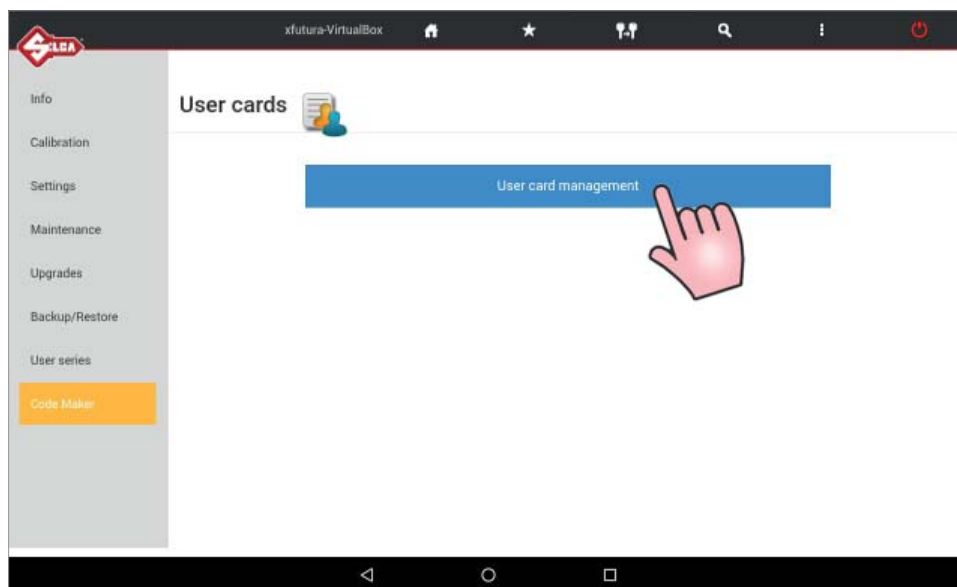 SILCA
xfutura-VirtualBox
Info
Calibration
Settings
Maintenance
Upgrades
Backup/Restore
User series
Code Maker
User cards
User card management